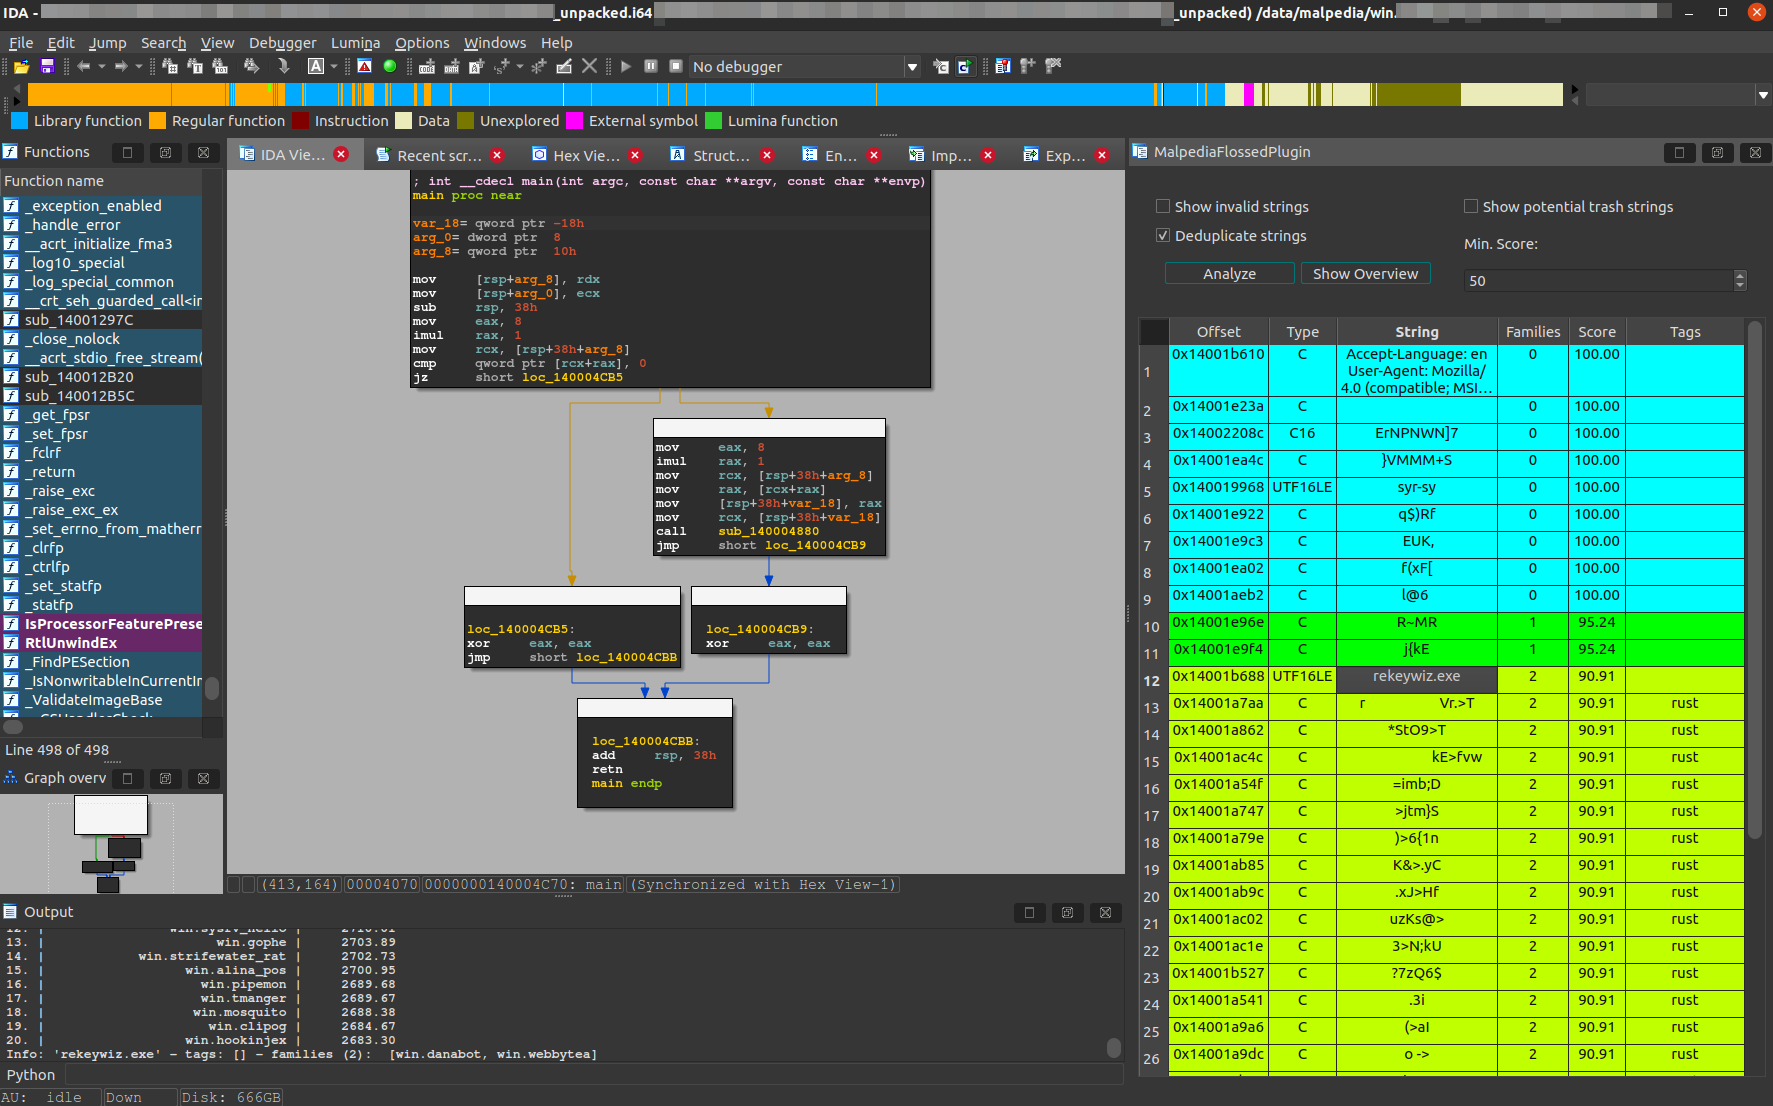 IDA - _unpacked.i64 _unpacked) /data/malpedia/win.
File Edit Jump Search View Debugger Lumina Options Windows Help
No debugger
Library function Regular function Instruction Data Unexplored External symbol Lumina function
Functions
Function name
_exception_enabled
_handle_error
__acrt_initialize_fma3
_log10_special
_log_special_common
__crt_seh_guarded_call<ir
sub_14001297C
_close_nolock
__acrt_stdio_free_stream(
sub_140012B20
sub_140012B5C
_get_fpsr
_set_fpsr
_fclrf
_return
_raise_exc
_raise_exc_ex
_set_errno_from_matherr
_clrfp
_ctrlfp
_set_statfp
_statfp
IsProcessorFeaturePrese
RtlUnwindEx
_FindPESection
_IsNonwritableInCurrentIr
_ValidateImageBase
Line 498 of 498
Graph overv
IDA Vie... Recent scr... Hex Vie... Struct... En... Imp... Exp...
; int __cdecl main(int argc, const char **argv, const char **envp)
main proc near
var_18= qword ptr -18h
arg_0= dword ptr 8
arg_8= qword ptr 10h
mov [rsp+arg_8], rdx
mov [rsp+arg_0], ecx
sub rsp, 38h
mov eax, 8
imul rax, 1
mov rcx, [rsp+38h+arg_8]
cmp qword ptr [rcx+rax], 0
jz short loc_140004CB5
mov eax, 8
imul rax, 1
mov rcx, [rsp+38h+arg_8]
mov rax, [rcx+rax]
mov [rsp+38h+var_18], rax
mov rcx, [rsp+38h+var_18]
call sub_140004880
jmp short loc_140004CB9
loc_140004CB5:
xor eax, eax
jmp short loc_140004CBB
loc_140004CB9:
xor eax, eax
loc_140004CBB:
add rsp, 38h
retn
main endp
(413,164) 00004070 0000000140004C70: main (Synchronized with Hex View-1)
Output
12. | win.sysrv_hello | 2710.61
13. | win.gophe | 2703.89
14. | win.strifewater_rat | 2702.73
15. | win.alina_pos | 2700.95
16. | win.pipemon | 2689.68
17. | win.tmanger | 2689.67
18. | win.mosquito | 2688.38
19. | win.clipog | 2684.67
20. | win.hookinjex | 2683.30
Info: 'rekeywiz.exe' - tags: [] - families (2): [win.danabot, win.webbytea]
Python
AU: idle Down Disk: 666GB
MalpediaFlossedPlugin
Show invalid strings Show potential trash strings
Deduplicate strings Min. Score:
Analyze Show Overview 50
Offset Type String Families Score Tags
1 0x14001b610 C Accept-Language: en
User-Agent: Mozilla/
4.0 (compatible; MSI... 0 100.00
2 0x14001e23a C 0 100.00
3 0x14002208c C16 ErNPNWN]7 0 100.00
4 0x14001ea4c C }VMMM+S 0 100.00
5 0x140019968 UTF16LE syr-sy 0 100.00
6 0x14001e922 C q$)Rf 0 100.00
7 0x14001e9c3 C EUK, 0 100.00
8 0x14001ea02 C f(xF[ 0 100.00
9 0x14001aeb2 C l@6 0 100.00
10 0x14001e96e C R~MR 1 95.24
11 0x14001e9f4 C j{kE 1 95.24
12 0x14001b688 UTF16LE rekeywiz.exe 2 90.91
13 0x14001a7aa C r Vr.>T 2 90.91 rust
14 0x14001a862 C *StO9>T 2 90.91 rust
15 0x14001ac4c C kE>fvw 2 90.91 rust
16 0x14001a54f C =imb;D 2 90.91 rust
17 0x14001a747 C >jtm}S 2 90.91 rust
18 0x14001a79e C )>6{1n 2 90.91 rust
19 0x14001ab85 C K&>.yC 2 90.91 rust
20 0x14001ab9c C .xJ>Hf 2 90.91 rust
21 0x14001ac02 C uzKs@> 2 90.91 rust
22 0x14001ac1e C 3>N;kU 2 90.91 rust
23 0x14001b527 C ?7zQ6$ 2 90.91 rust
24 0x14001a541 C .3i 2 90.91 rust
25 0x14001a9a6 C (>aI 2 90.91 rust
26 0x14001a9dc C o -> 2 90.91 rust